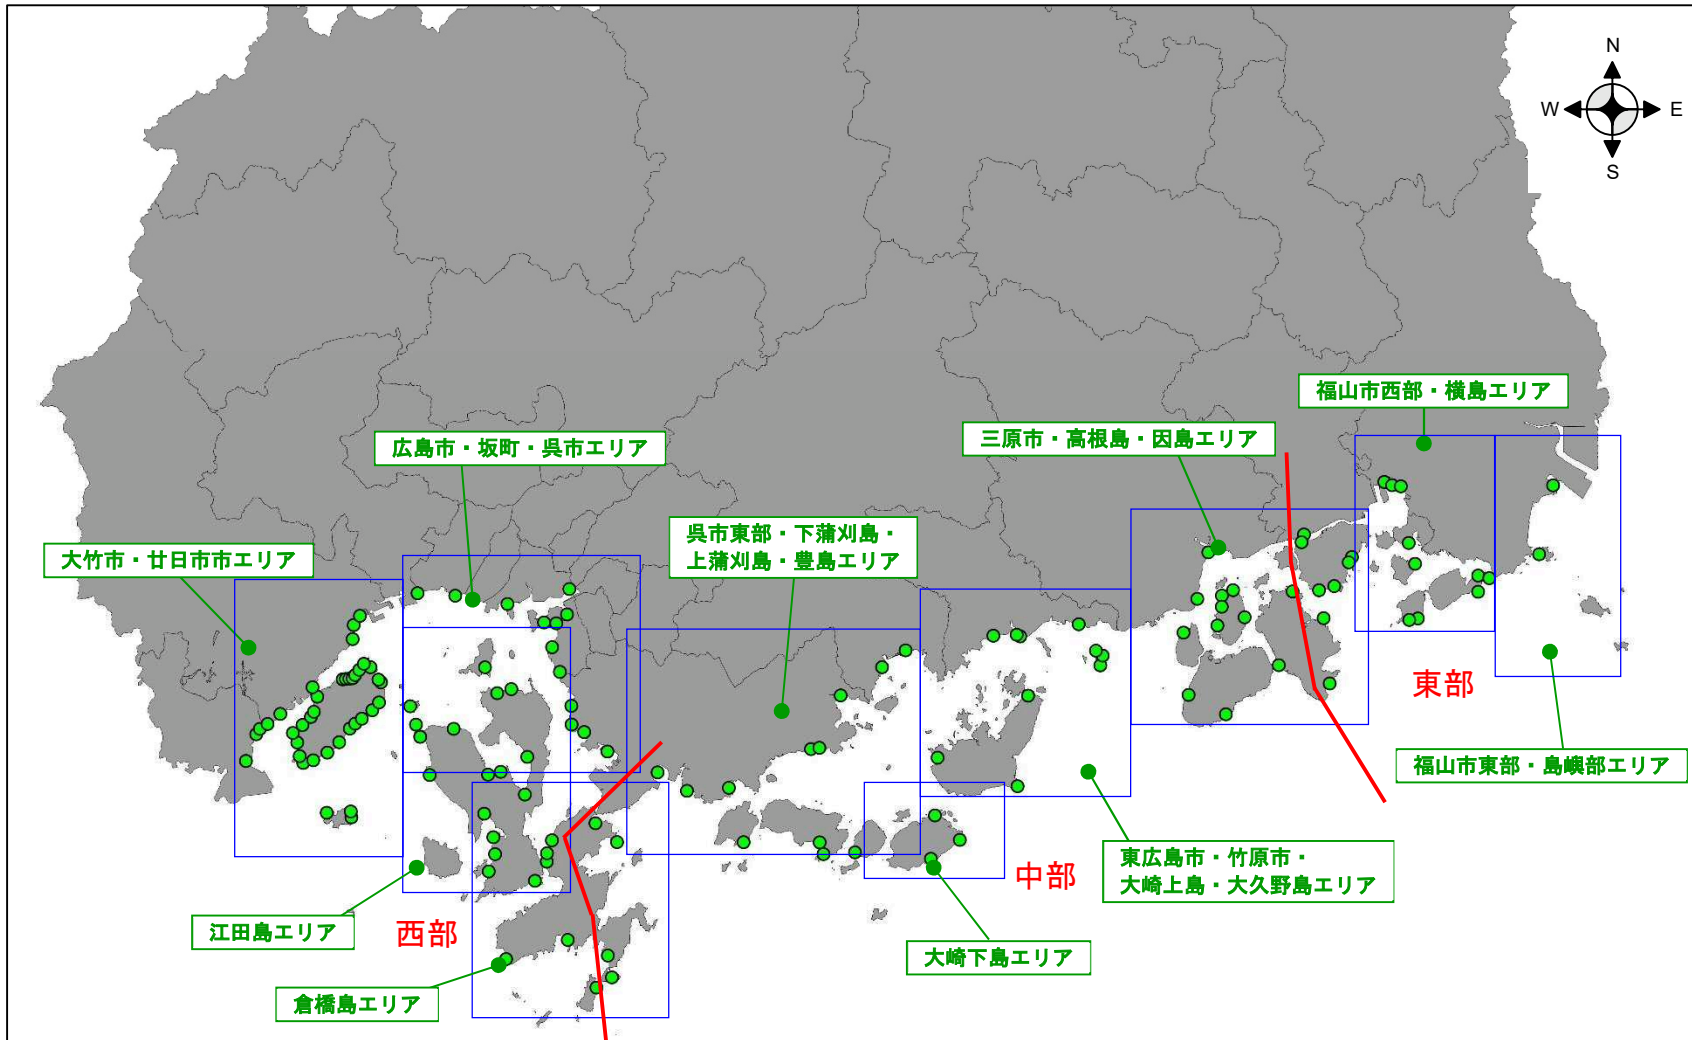 N
W
E
S
福山市西部・横島エリア
三原市・高根島・因島エリア
広島市・坂町・呉市エリア
呉市東部・下蒲刈島・
上蒲刈島・豊島エリア
大竹市・廿日市市エリア
東部
福山市東部・島嶼部エリア
東広島市・竹原市・
大崎上島・大久野島エリア
中部
江田島エリア
西部
大崎下島エリア
倉橋島エリア